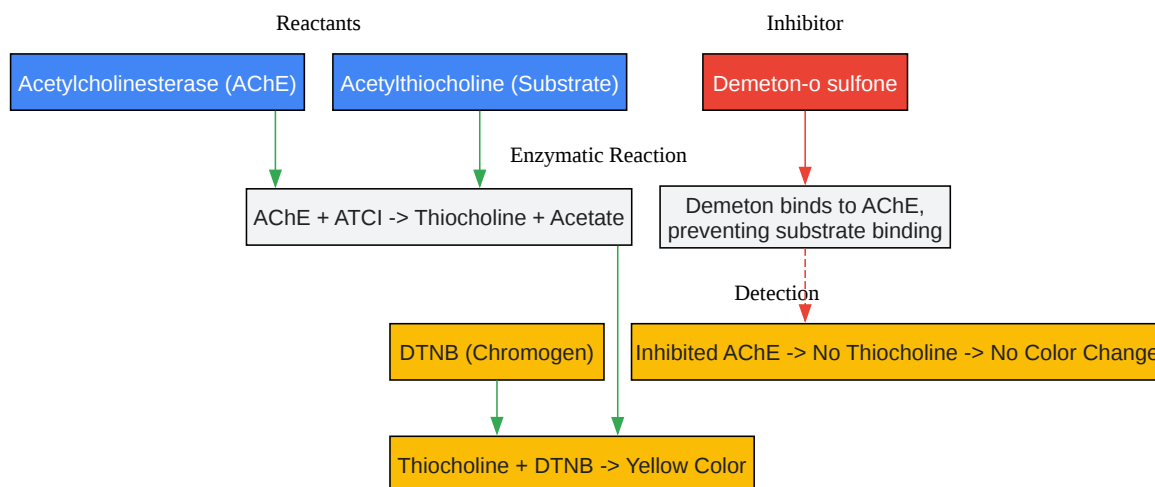 Reactants
Inhibitor
Acetylcholinesterase (AChE)
Acetylthiocholine (Substrate)
Demeton-o sulfone
Enzymatic Reaction
AChE + ATCI -> Thiocholine + Acetate
Demeton binds to AChE,
preventing substrate binding
Detection
DTNB (Chromogen)
Inhibited AChE -> No Thiocholine -> No Color Change
Thiocholine + DTNB -> Yellow Color